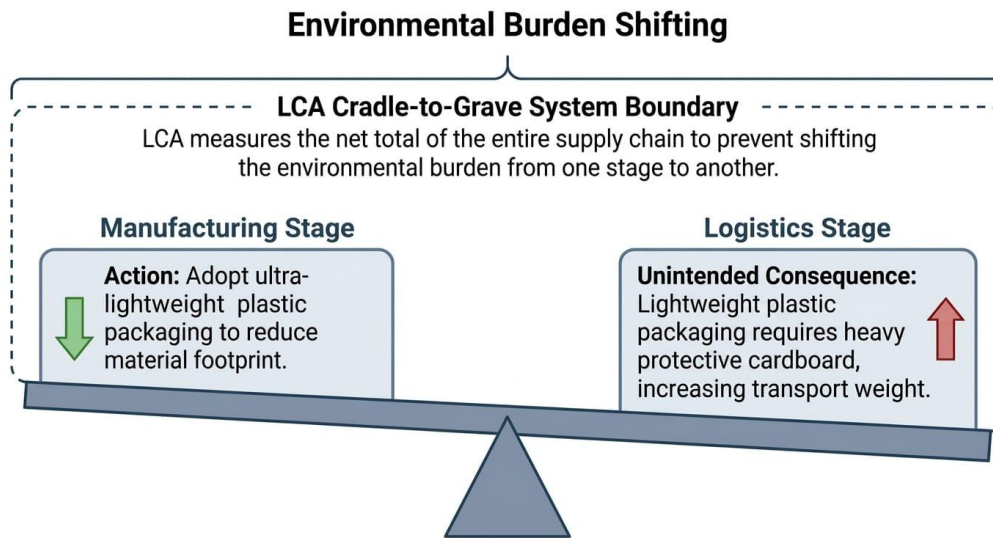 Environmental Burden Shifting
LCA Cradle-to-Grave System Boundary
LCA measures the net total of the entire supply chain to prevent shifting
the environmental burden from one stage to another.
Manufacturing Stage
Action: Adopt ultra-
lightweight plastic
packaging to reduce
material footprint.
Logistics Stage
Unintended Consequence:
Lightweight plastic
packaging requires heavy
protective cardboard,
increasing transport weight.